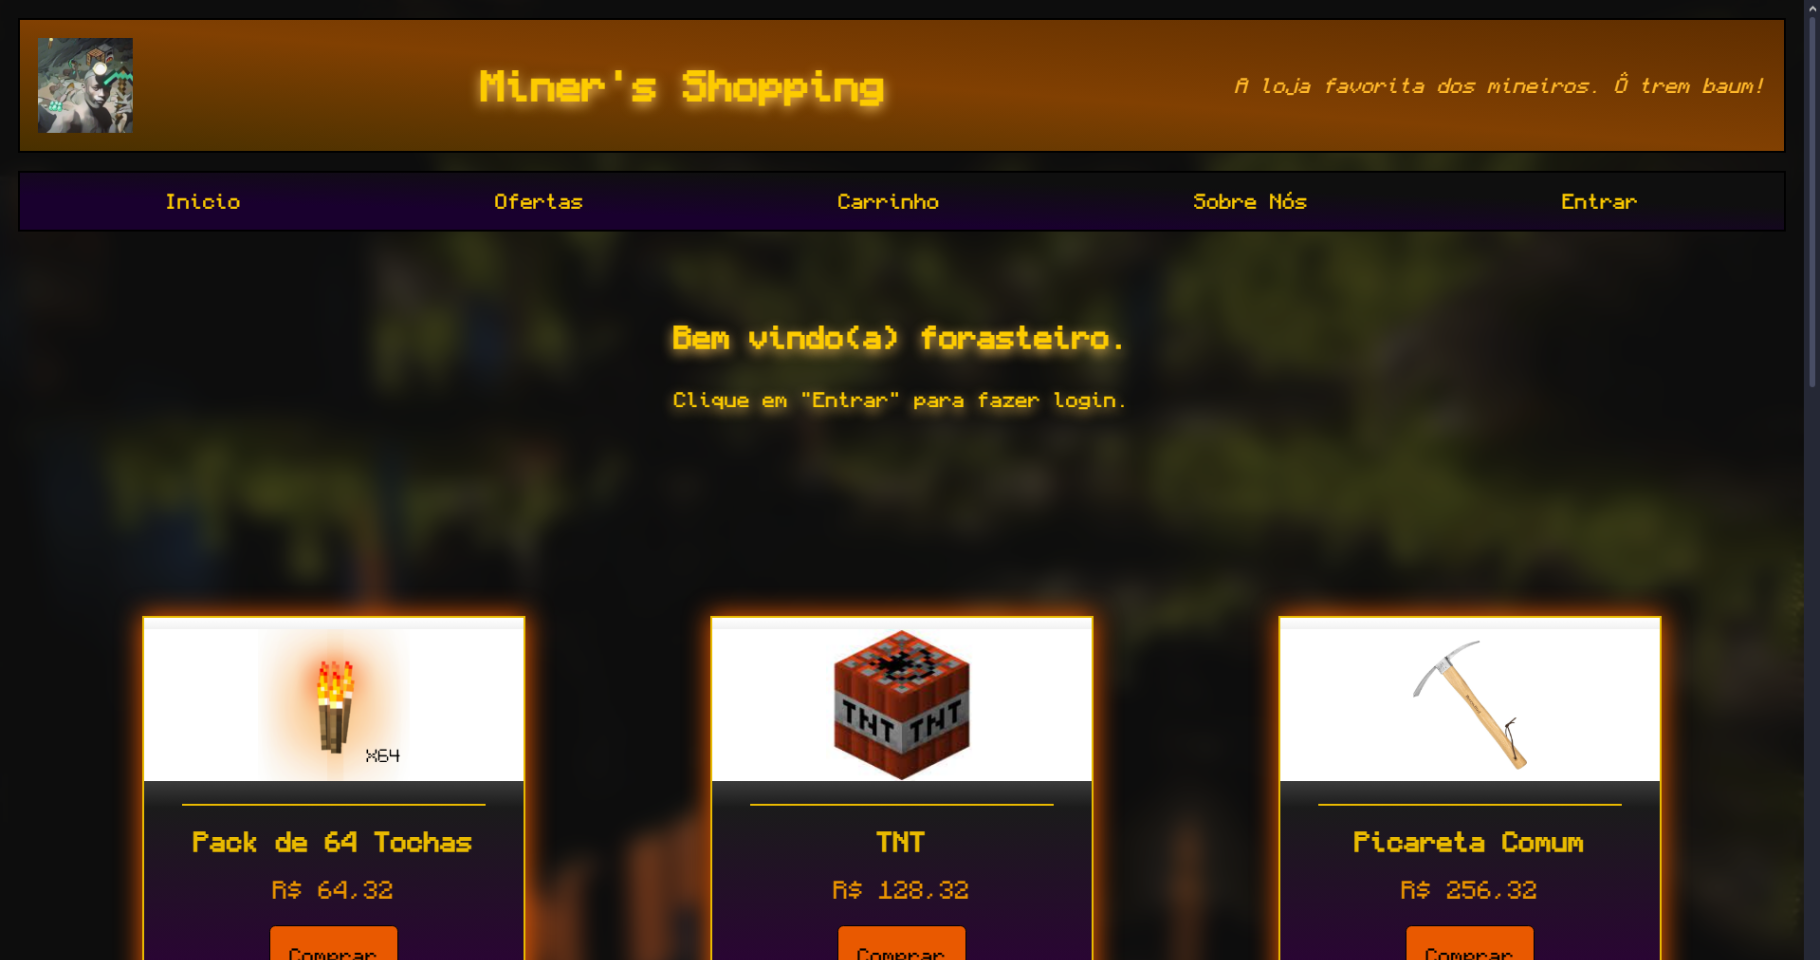 Miner's Shopping
A loja favorita dos mineiros. Ô trem baum!
Inicio
Ofertas
Carrinho
Sobre Nós
Entrar
Bem vindo(a) forasteiro.
Clique em "Entrar" para fazer login.
X64
TNT TNT
Pack de 64 Tochas
R$ 64,32
Comprar
TNT
R$ 128,32
Comprar
Picareta Comum
R$ 256,32
Comprar